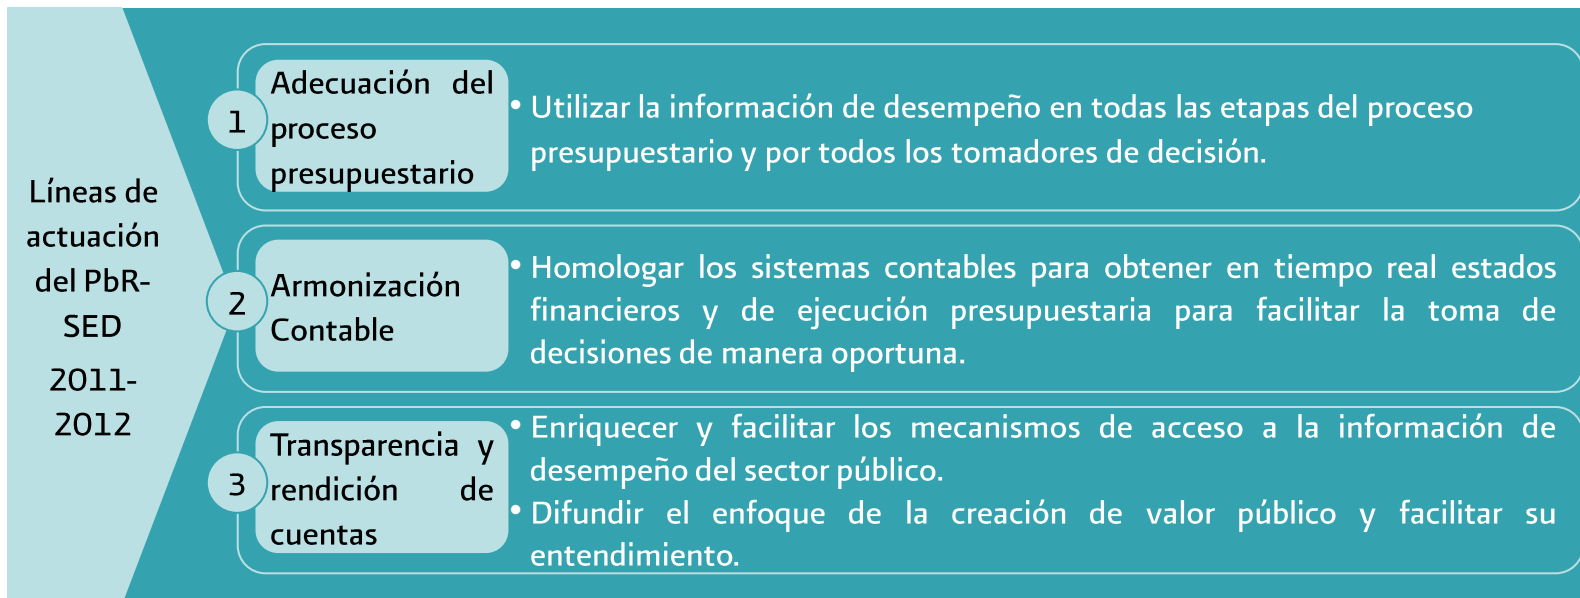 Líneas de
actuación
del PbR-
SED
2011-
2012
1
Adecuación del
proceso
presupuestario
• Utilizar la información de desempeño en todas las etapas del proceso
presupuestario y por todos los tomadores de decisión.
2
Armonización
Contable
• Homologar los sistemas contables para obtener en tiempo real estados
financieros y de ejecución presupuestaria para facilitar la toma de
decisiones de manera oportuna.
3
Transparencia y
rendición de
cuentas
• Enriquecer y facilitar los mecanismos de acceso a la información de
desempeño del sector público.
• Difundir el enfoque de la creación de valor público y facilitar su
entendimiento.